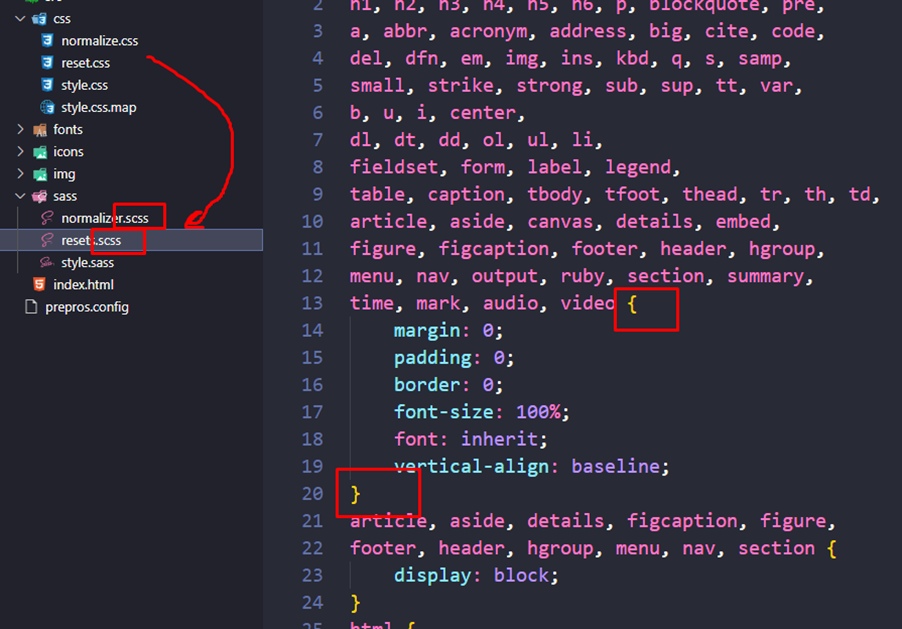 css
normalize.css
reset.css
style.css
style.css.map
fonts
icons
img
sass
normalizer.scss
resets.scss
style.sass
index.html
prepros.config
2 h1, h2, h3, h4, h5, h6, p, blockquote, pre,
3 a, abbr, acronym, address, big, cite, code,
4 del, dfn, em, img, ins, kbd, q, s, samp,
5 small, strike, strong, sub, sup, tt, var,
6 b, u, i, center,
7 dl, dt, dd, ol, ul, li,
8 fieldset, form, label, legend,
9 table, caption, tbody, tfoot, thead, tr, th, td,
10 article, aside, canvas, details, embed,
11 figure, figcaption, footer, header, hgroup,
12 menu, nav, output, ruby, section, summary,
13 time, mark, audio, video {
14 margin: 0;
15 padding: 0;
16 border: 0;
17 font-size: 100%;
18 font: inherit;
19 vertical-align: baseline;
20 }
21 article, aside, details, figcaption, figure,
22 footer, header, hgroup, menu, nav, section {
23 display: block;
24 }
25 html {